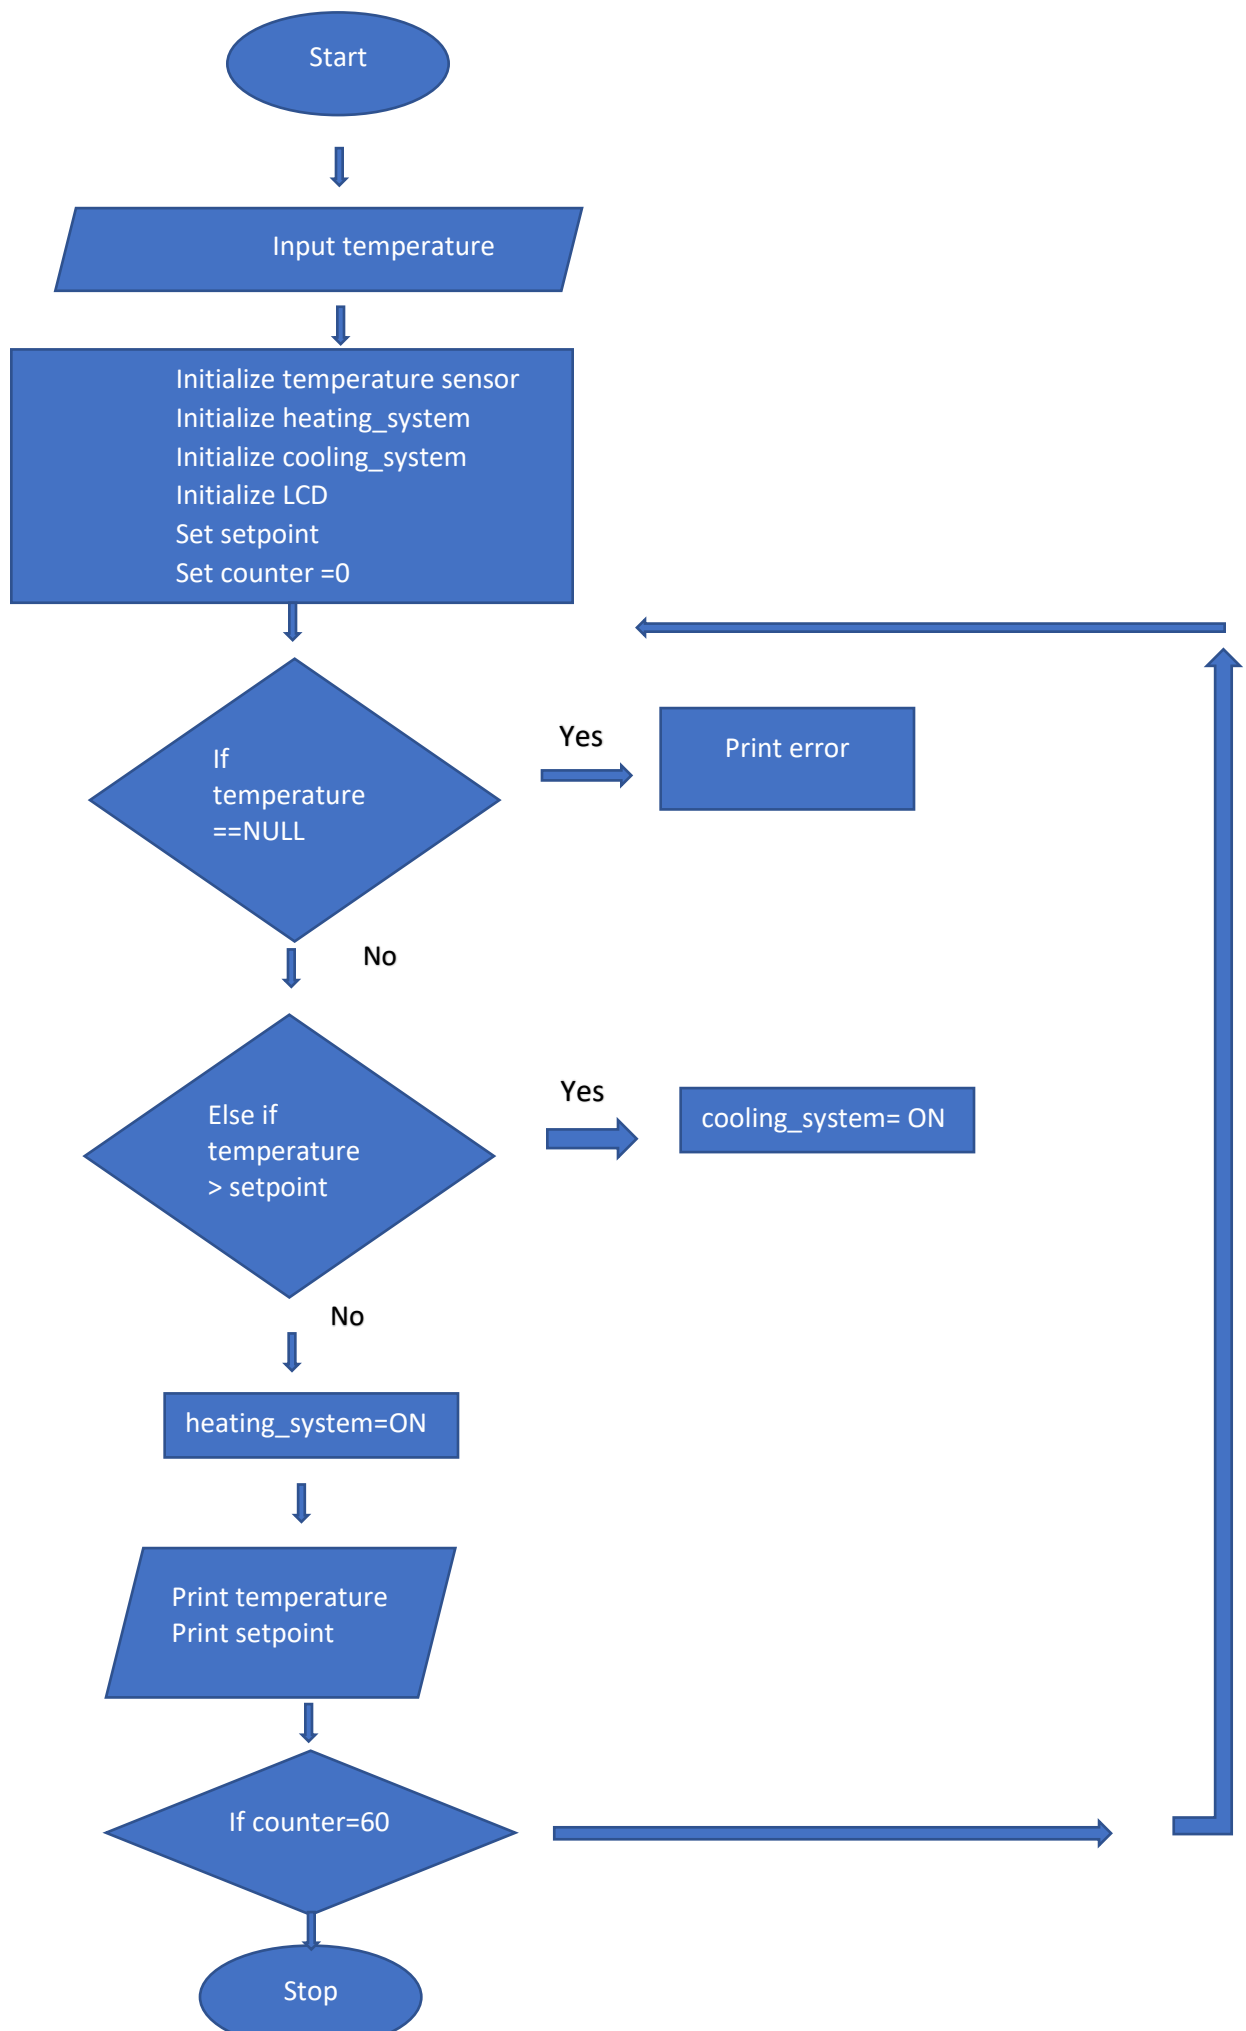 Start
Input temperature
Initialize temperature sensor
Initialize heating_system
Initialize cooling_system
Initialize LCD
Set setpoint
Set counter =0
If
temperature
==NULL
Yes
Print error
No
Else if
temperature
> setpoint
Yes
cooling_system= ON
No
heating_system=ON
Print temperature
Print setpoint
If counter=60
Stop